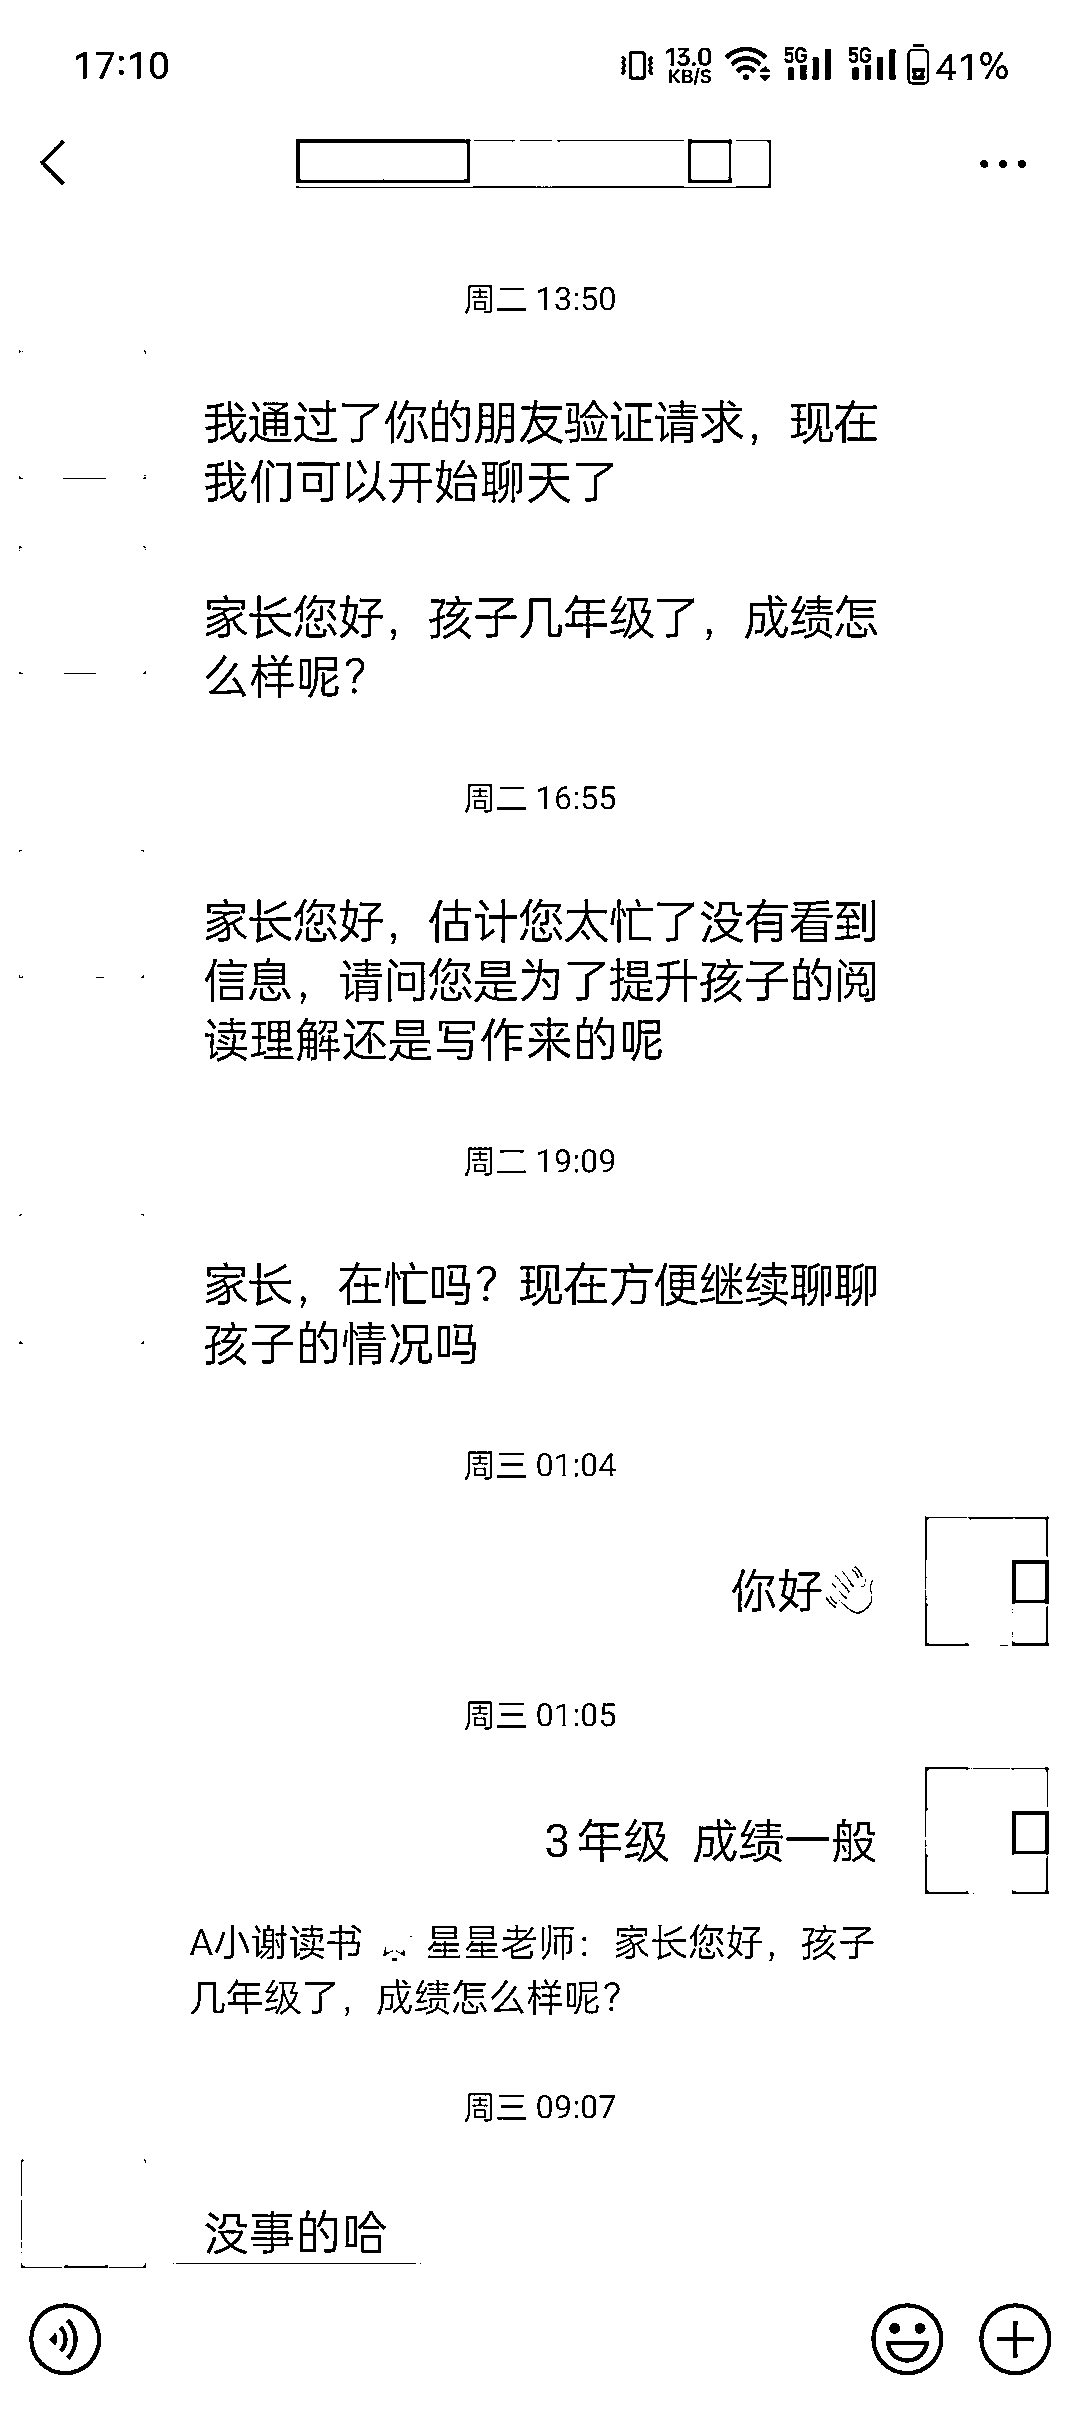 17:10 13.0 KB/S 5G 5G 41%
周二 13:50
我通过了你的朋友验证请求，现在
我们可以开始聊天了
家长您好，孩子几年级了，成绩怎
么样呢？
周二 16:55
家长您好，估计您太忙了没有看到
信息，请问您是为了提升孩子的阅
读理解还是写作来的呢
周二 19:09
家长，在忙吗？现在方便继续聊聊
孩子的情况吗
周三 01:04
你好👋
周三 01:05
3年级 成绩一般
A小谢读书 星星老师：家长您好，孩子
几年级了，成绩怎么样呢？
周三 09:07
没事的哈